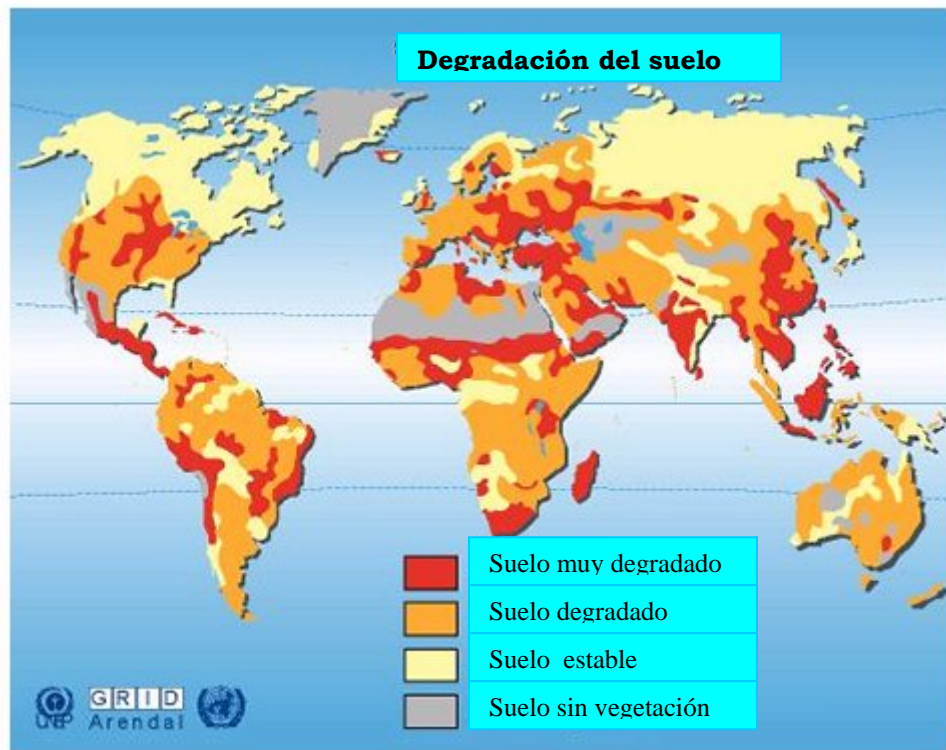 Degradación del suelo
Suelo muy degradado
Suelo degradado
Suelo estable
Suelo sin vegetación
UNEP
GRID
Arendal